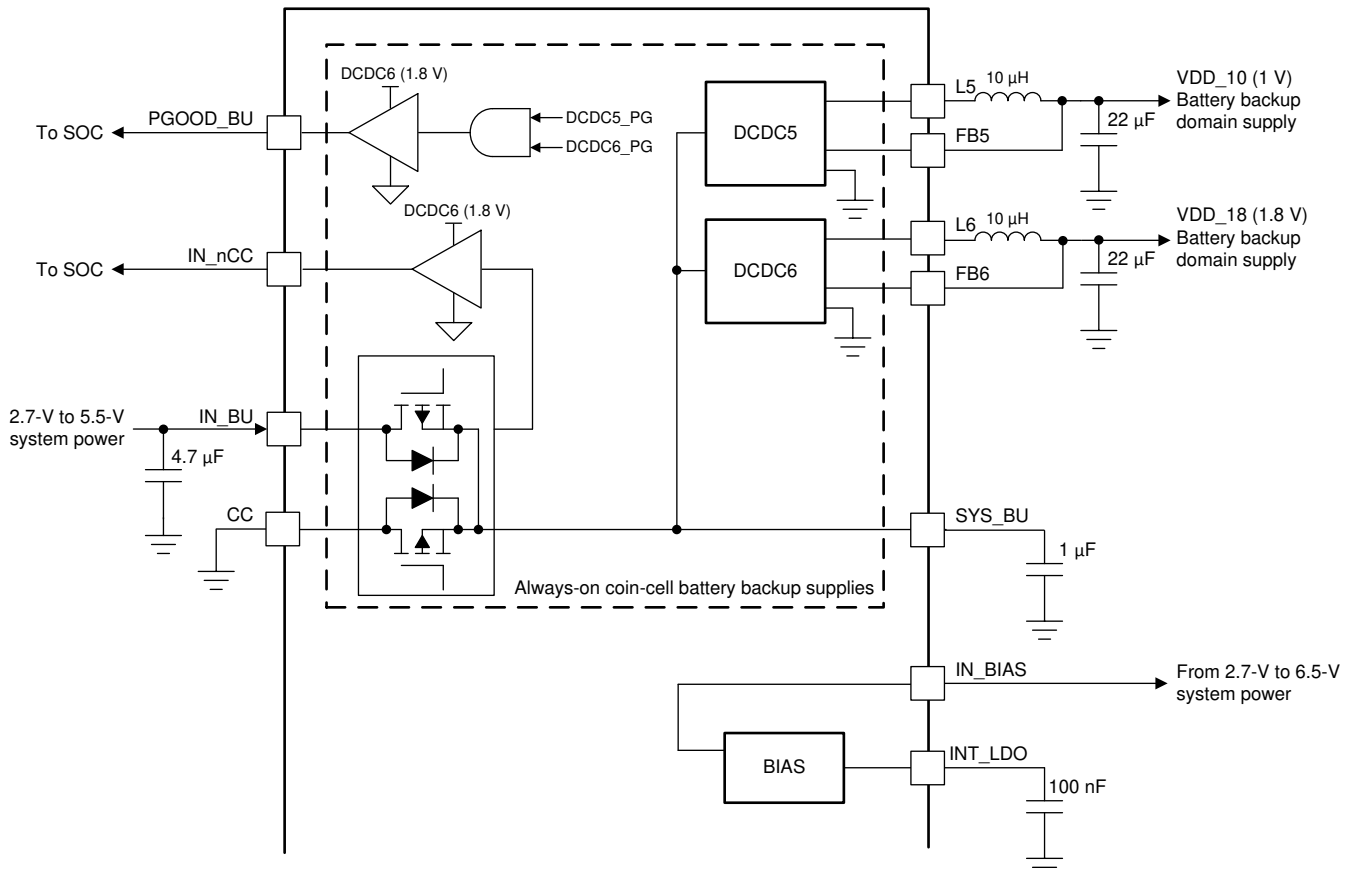 DCDC6 (1.8 V)
PGOOD_BU
To SOC
DCDC5_PG
DCDC6_PG
DCDC6 (1.8 V)
IN_nCC
To SOC
2.7-V to 5.5-V
system power
IN_BU
4.7 µF
CC
Always-on coin-cell battery backup supplies
DCDC5
L5
10 µH
VDD_10 (1 V)
Battery backup
domain supply
22 µF
FB5
DCDC6
L6
10 µH
VDD_18 (1.8 V)
Battery backup
domain supply
22 µF
FB6
SYS_BU
1 µF
IN_BIAS
From 2.7-V to 6.5-V
system power
BIAS
INT_LDO
100 nF